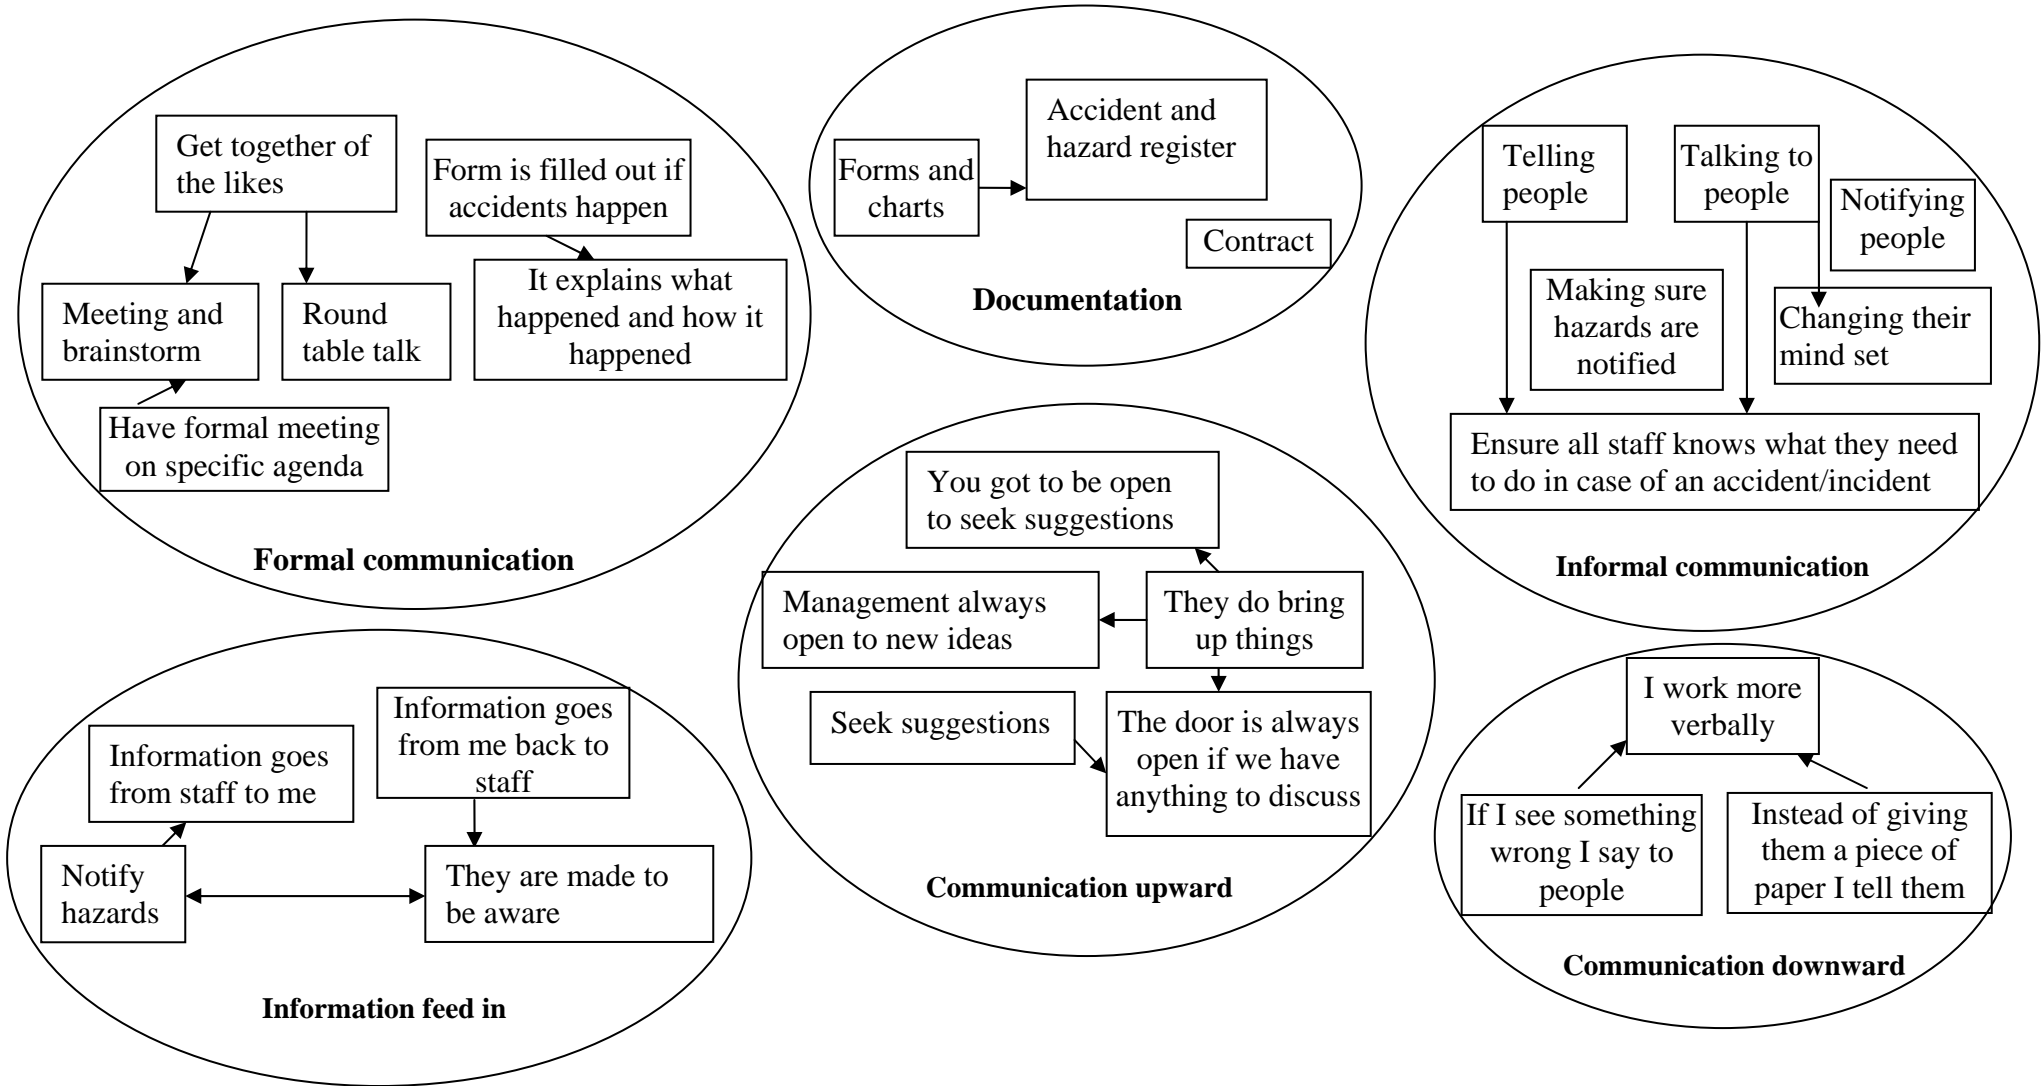 Get together of
the likes
Form is filled out if
accidents happen
Meeting and
brainstorm
Round
table talk
It explains what
happened and how it
happened
Have formal meeting
on specific agenda
Formal communication
Accident and
hazard register
Forms and
charts
Contract
Documentation
Telling
people
Talking to
people
Notifying
people
Making sure
hazards are
notified
Changing their
mind set
Ensure all staff knows what they need
to do in case of an accident/incident
Informal communication
You got to be open
to seek suggestions
Management always
open to new ideas
They do bring
up things
Seek suggestions
The door is always
open if we have
anything to discuss
Communication upward
Information goes
from staff to me
Information goes
from me back to
staff
Notify
hazards
They are made to
be aware
Information feed in
I work more
verbally
If I see something
wrong I say to
people
Instead of giving
them a piece of
paper I tell them
Communication downward